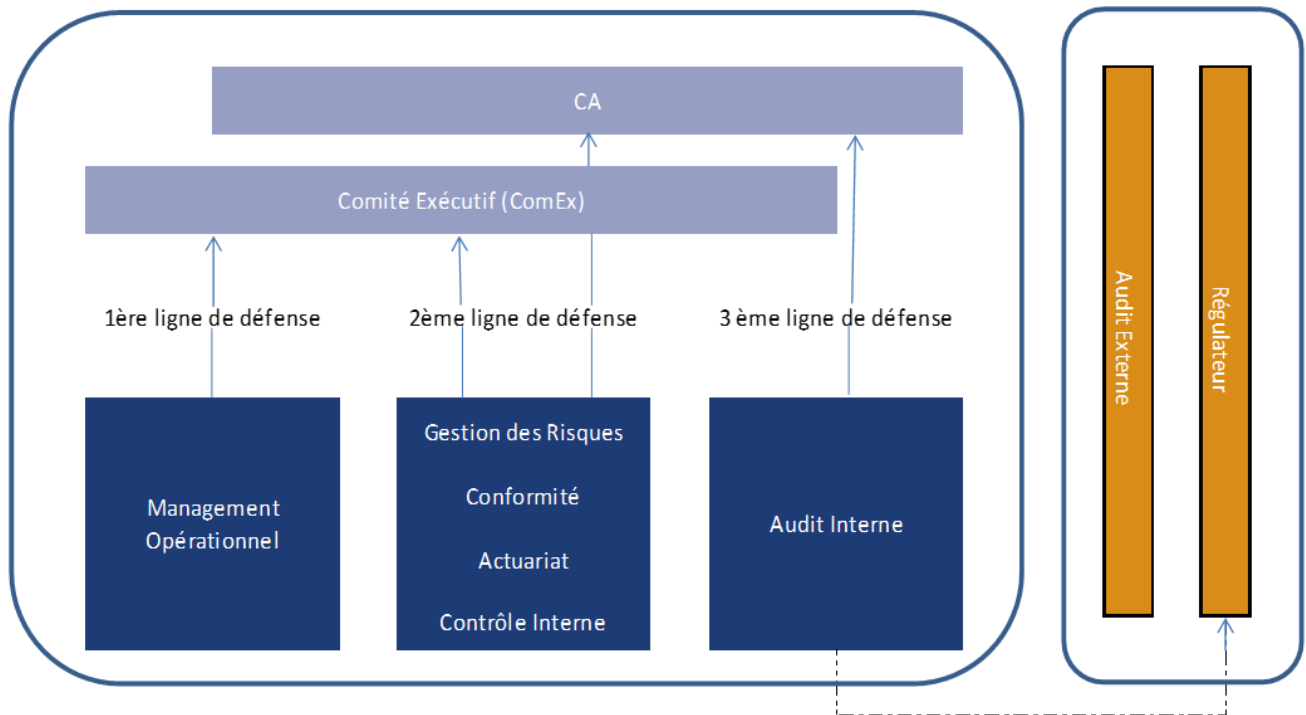 CA
Comité Exécutif (ComEx)
1ère ligne de défense
2ème ligne de défense
3 ème ligne de défense
Management
Opérationnel
Gestion des Risques
Conformité
Actuariat
Contrôle Interne
Audit Interne
Audit Externe
Régulateur